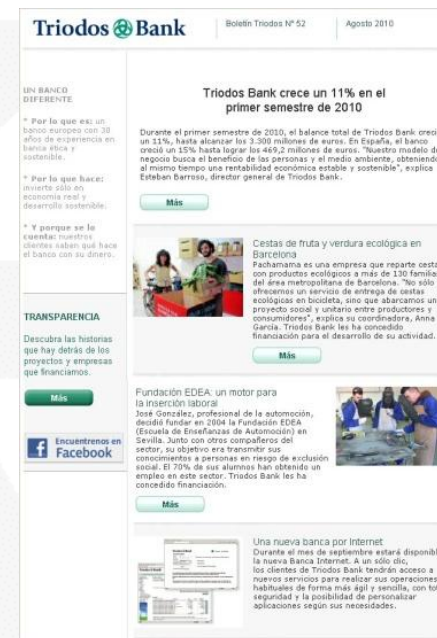 Triodos Bank
Boletín Triodos Nº 52
Agosto 2010
UN BANCO
DIFERENTE
* Por lo que es: un
banco europeo con 30
años de experiencia en
banca ética y
sostenible.
* Por lo que hace:
invierte sólo en
economía real y
desarrollo sostenible.
* Y porque se lo
cuenta: nuestros
clientes saben qué hace
el banco con su dinero.
TRANSPARENCIA
Descubra las historias
que hay detrás de los
proyectos y empresas
que financiamos.
Más
Encuéntrenos en
Facebook
Triodos Bank crece un 11% en el
primer semestre de 2010
Durante el primer semestre de 2010, el balance total de Triodos Bank creci
un 11%, hasta alcanzar los 3.300 millones de euros. En España, el banco
creció un 15% hasta lograr los 469,2 millones de euros. "Nuestro modelo d
negocio busca el beneficio de las personas y el medio ambiente, obteniendo
al mismo tiempo una rentabilidad económica estable y sostenible", explica
Esteban Barroso, director general de Triodos Bank.
Más
Cestas de fruta y verdura ecológica en
Barcelona
Pachamama es una empresa que reparte cesta
con productos ecológicos a más de 130 familia
del área metropolitana de Barcelona. "No sólo
ofrecemos un servicio de entrega de cestas
ecológicas en bicicleta, sino que abarcamos un
proyecto social y unitario entre productores y
consumidores", explica su coordinadora, Anna
García. Triodos Bank les ha concedido
financiación para el desarrollo de su actividad.
Más
Fundación EDEA: un motor para
la inserción laboral
José González, profesional de la automoción,
decidió fundar en 2004 la Fundación EDEA
(Escuela de Enseñanzas de Automoción) en
Sevilla. Junto con otros compañeros del
sector, su objetivo era transmitir sus
conocimientos a personas en riesgo de exclusión
social. El 70% de sus alumnos han obtenido un
empleo en este sector. Triodos Bank les ha
concedido financiación.
Más
Una nueva banca por Internet
Durante el mes de septiembre estará disponibl
la nueva Banca Internet. A un sólo clic,
los clientes de Triodos Bank tendrán acceso a
nuevos servicios para realizar sus operaciones
habituales de forma más ágil y sencilla, con tot
seguridad y la posibilidad de personalizar
aplicaciones según sus necesidades.